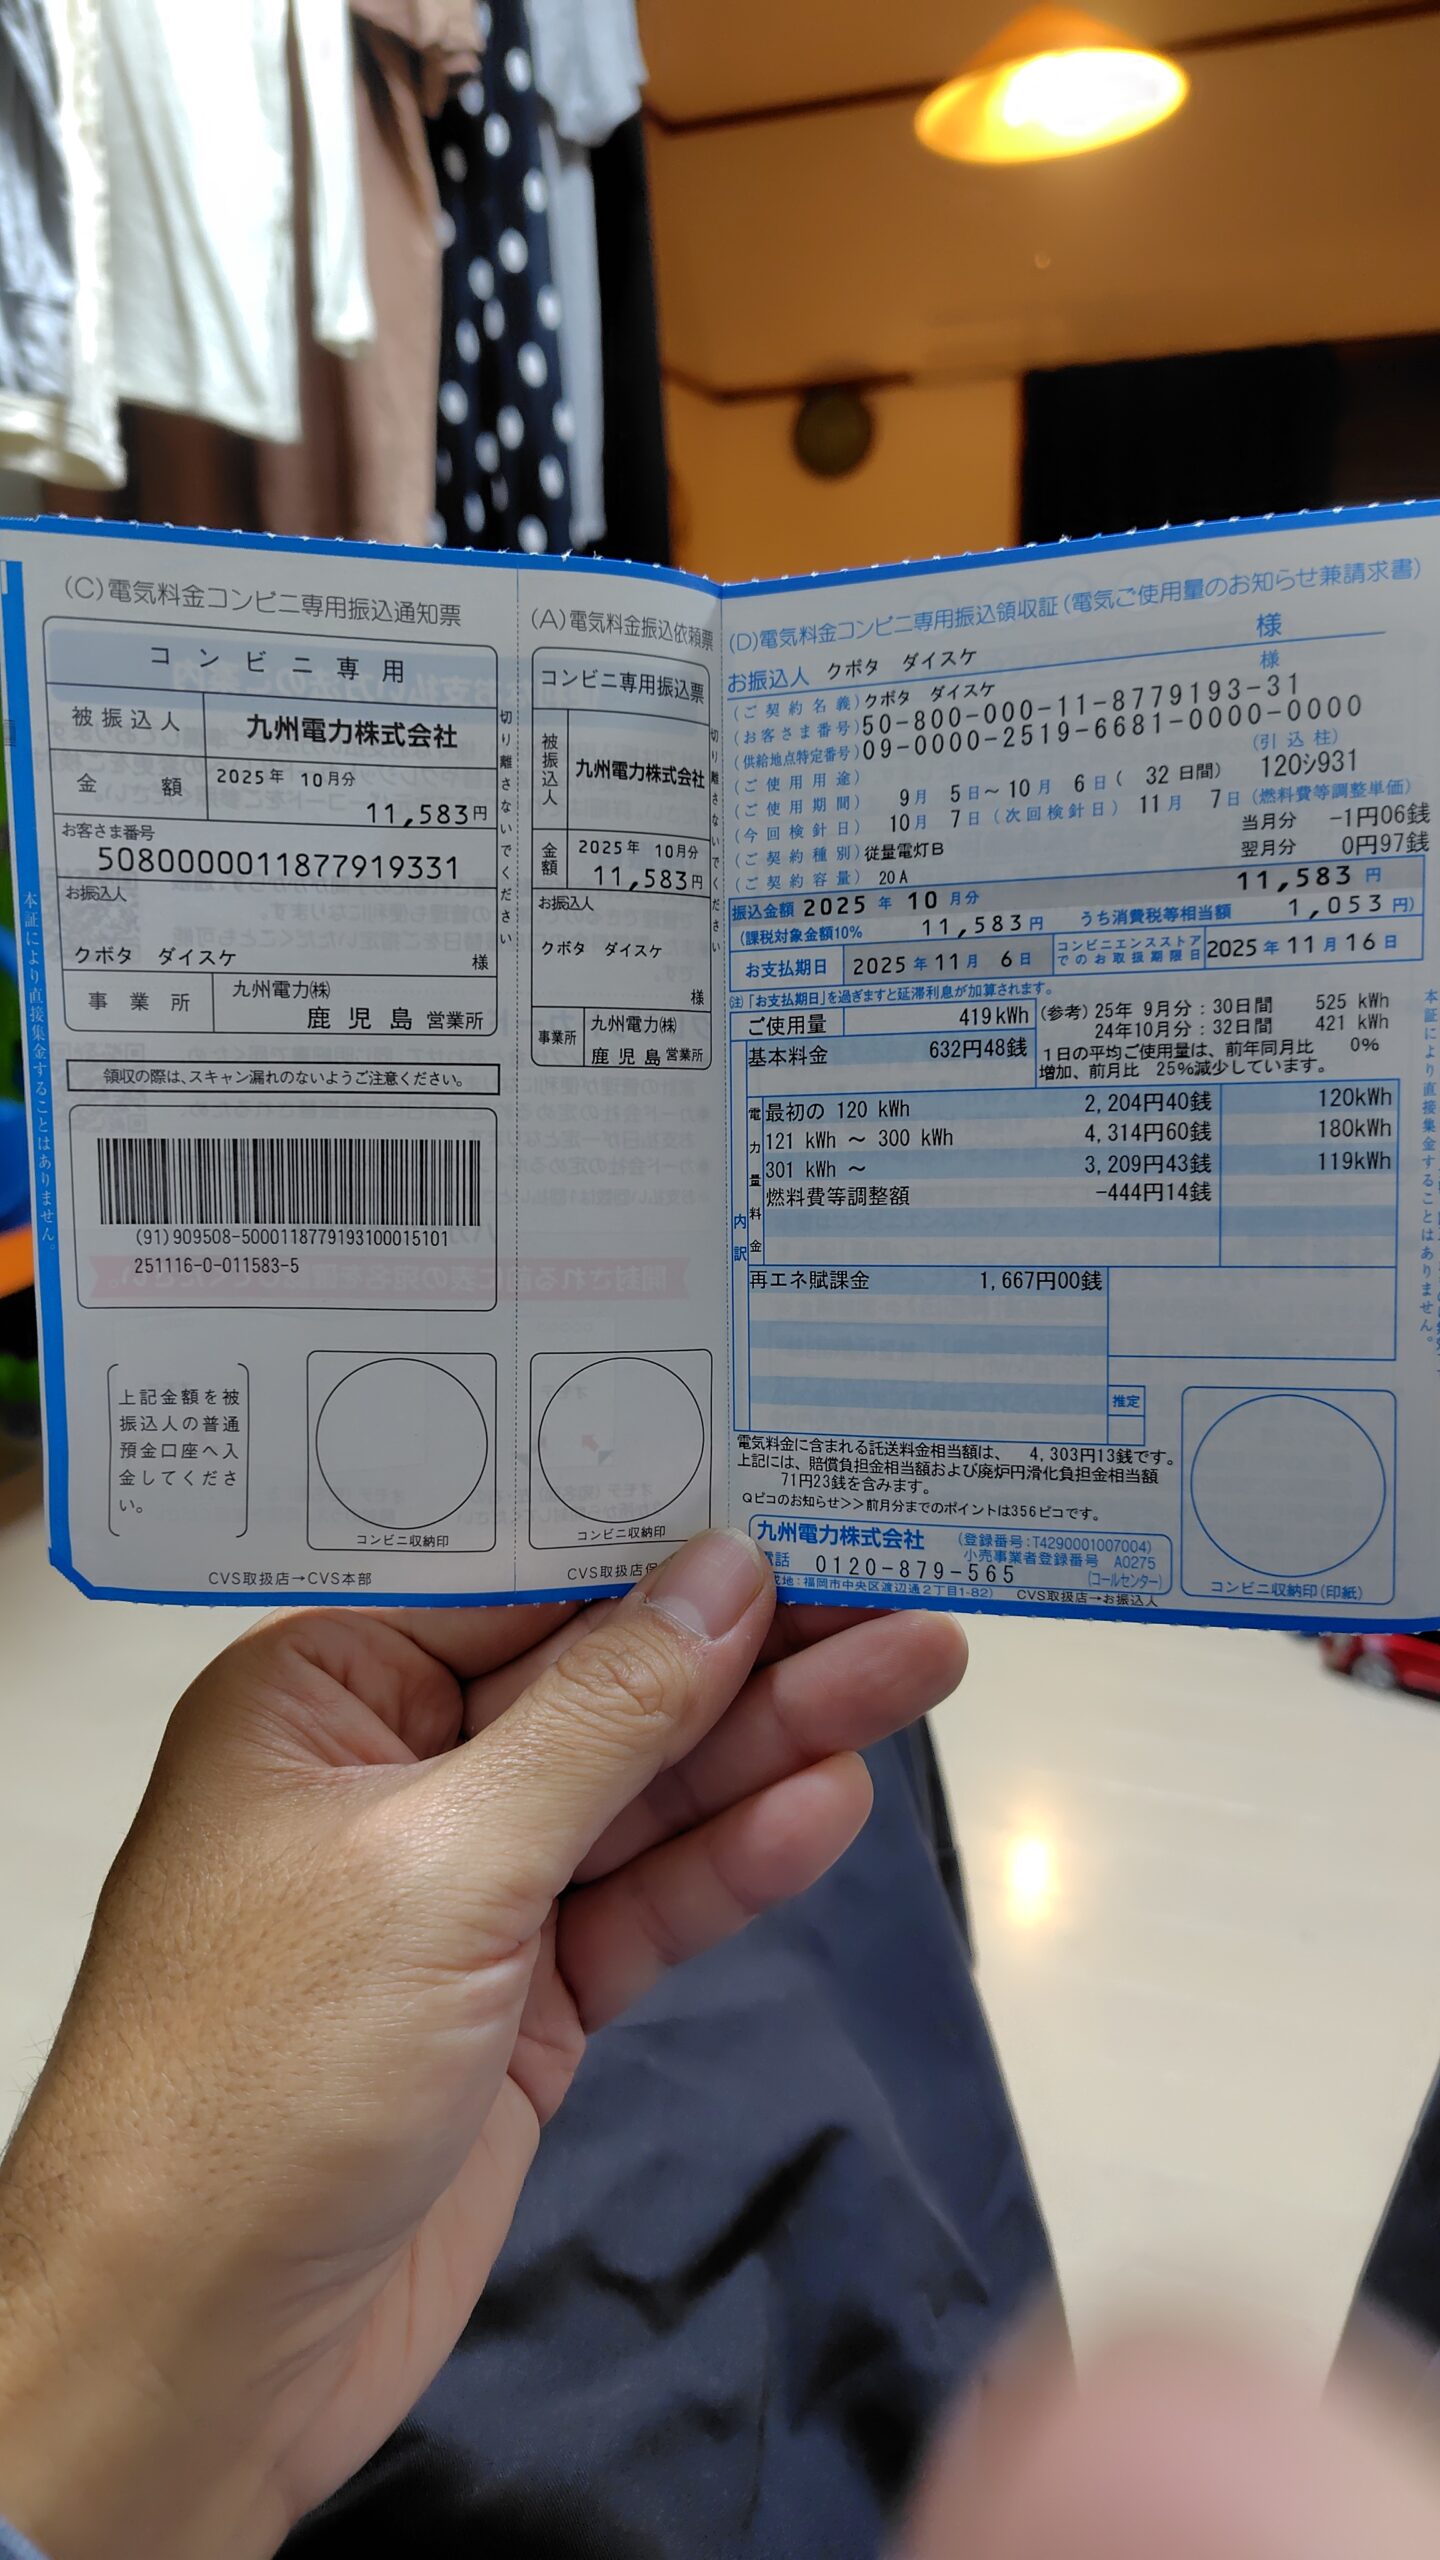 (C)電気料金コンビニ専用振込通知票
コンビニ専用
被振込人 九州電力株式会社
金額 2025年 10月分
11,583円
お客さま番号
5080000011877919331
お振込人
クボタ ダイスケ 様
事業所 九州電力㈱
鹿児島営業所
領収の際は、スキャン漏れのないようご注意ください。
(91)909508-5000118779193100015101
251116-0-011583-5
上記金額を被
振込人の普通
預金口座へ入
金してくださ
い。
コンビニ収納印
CVS取扱店→CVS本部
本証により直接集金することはありません。
切り離さないでください
(A)電気料金振込依頼票
コンビニ専用振込票
被振込人 九州電力株式会社
金額 2025年 10月分
11,583円
お振込人
クボタ ダイスケ
様
事業所 九州電力㈱
鹿児島営業所
コンビニ収納印
CVS取扱店保
切り離さないでください
(D)電気料金コンビニ専用振込領収証(電気ご使用量のお知らせ兼請求書)
様
お振込人 クボタ ダイスケ 様
(ご契約名義)クボタ ダイスケ
(お客さま番号)50-800-000-11-8779193-31
(供給地点特定番号)09-0000-2519-6681-0000-0000
(ご使用用途) (引込柱)
(ご使用期間) 9月 5日~10月 6日( 32日間) 120シ931
(今回検針日) 10月 7日(次回検針日) 11月 7日(燃料費等調整単価)
(ご契約種別)従量電灯B 当月分 -1円06銭
(ご契約容量) 20A 翌月分 0円97銭
振込金額 2025年 10月分 11,583円
(課税対象金額10% 11,583円 うち消費税等相当額 1,053円)
お支払期日 2025年11月 6日 コンビニエンスストアでのお取扱期限日 2025年11月16日
(注)「お支払期日」を過ぎますと延滞利息が加算されます。
ご使用量 419kWh (参考)25年 9月分:30日間 525 kWh
24年10月分:32日間 421 kWh
基本料金 632円48銭 1日の平均ご使用量は、前年同月比 0%
増加、前月比 25%減少しています。
内訳
電力量料金
最初の 120 kWh 2,204円40銭 120kWh
121 kWh ~ 300 kWh 4,314円60銭 180kWh
301 kWh ~ 3,209円43銭 119kWh
燃料費等調整額 -444円14銭
再エネ賦課金 1,667円00銭
推定
電気料金に含まれる託送料金相当額は、 4,303円13銭です。
上記には、賠償負担金相当額および廃炉円滑化負担金相当額
71円23銭を含みます。
Qピコのお知らせ>>前月分までのポイントは356ピコです。
九州電力株式会社 (登録番号:T4290001007004)
小売事業者登録番号 A0275
電話 0120-879-565 (コールセンター)
地:福岡市中央区渡辺通2丁目1-82) CVS取扱店→お振込人
コンビニ収納印(印紙)
本証により直接集金することはありません。